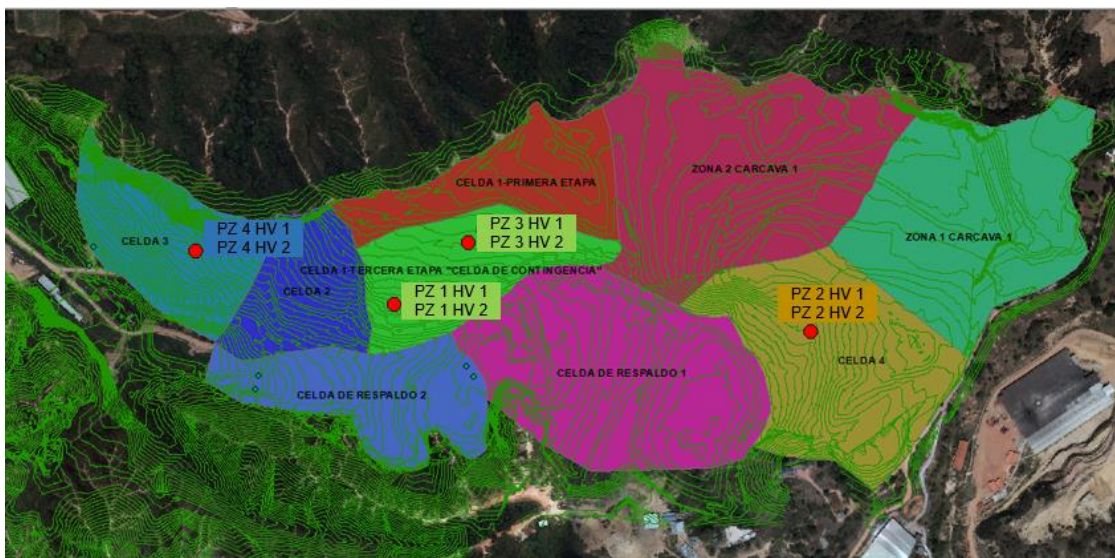 CELDA 1-PRIMERA ETAPA
ZONA 2 CARCAVA 1
PZ 4 HV 1
PZ 4 HV 2
CELDA 3
PZ 3 HV 1
PZ 3 HV 2
ZONA 1 CARCAVA 1
CELDA 1-TERCERA ETAPA "CELDA DE CONTINGENCIA"
CELDA 2
PZ 1 HV 1
PZ 1 HV 2
PZ 2 HV 1
PZ 2 HV 2
CELDA 4
CELDA DE RESPALDO 1
CELDA DE RESPALDO 2